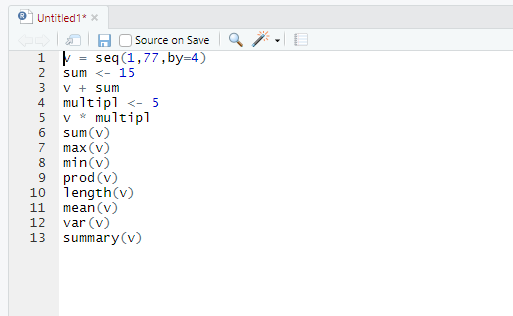 Untitled1*
Source on Save
1 v = seq(1,77,by=4)
2 sum <- 15
3 v + sum
4 multipl <- 5
5 v * multipl
6 sum(v)
7 max(v)
8 min(v)
9 prod(v)
10 length(v)
11 mean(v)
12 var(v)
13 summary(v)